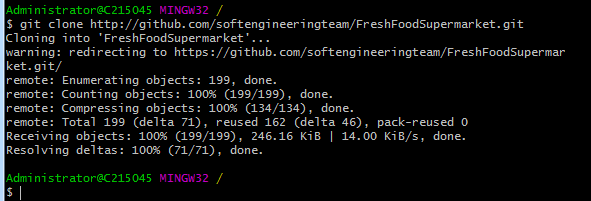 Administrator@C215045 MINGW32 /
$ git clone http://github.com/softengineeringteam/FreshFoodSupermarket.git
Cloning into 'FreshFoodSupermarket'...
warning: redirecting to https://github.com/softengineeringteam/FreshFoodSupermar
ket.git/
remote: Enumerating objects: 199, done.
remote: Counting objects: 100% (199/199), done.
remote: Compressing objects: 100% (134/134), done.
remote: Total 199 (delta 71), reused 162 (delta 46), pack-reused 0
Receiving objects: 100% (199/199), 246.16 KiB | 14.00 KiB/s, done.
Resolving deltas: 100% (71/71), done.
Administrator@C215045 MINGW32 /
$